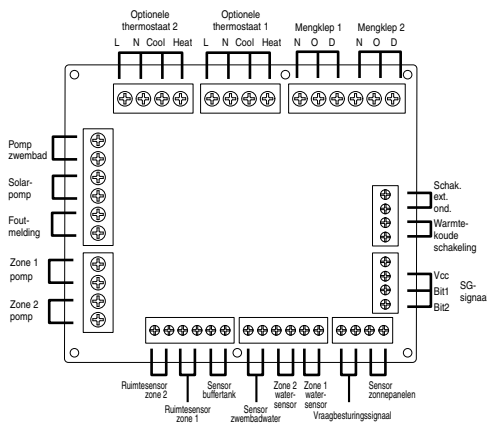 Optionele thermostaat 2
Optionele thermostaat 1
Mengklep 1
Mengklep 2
L N Cool Heat
L N Cool Heat
N O D
N O D
Pomp
zwembad
Solar-
pomp
Fout-
melding
Zone 1
pomp
Zone 2
pomp
Schak.
ext.
ond.
Warmte-
koude
schakeling
Vcc
Bit1
Bit2
SG-
signaa
Ruimtesensor
zone 2
Ruimtesensor
zone 1
Sensor
buffertank
Sensor
zwembadwater
Zone 2
water-
sensor
Zone 1
water-
sensor
Vraagbesturingssignaal
Sensor
zonnepanelen